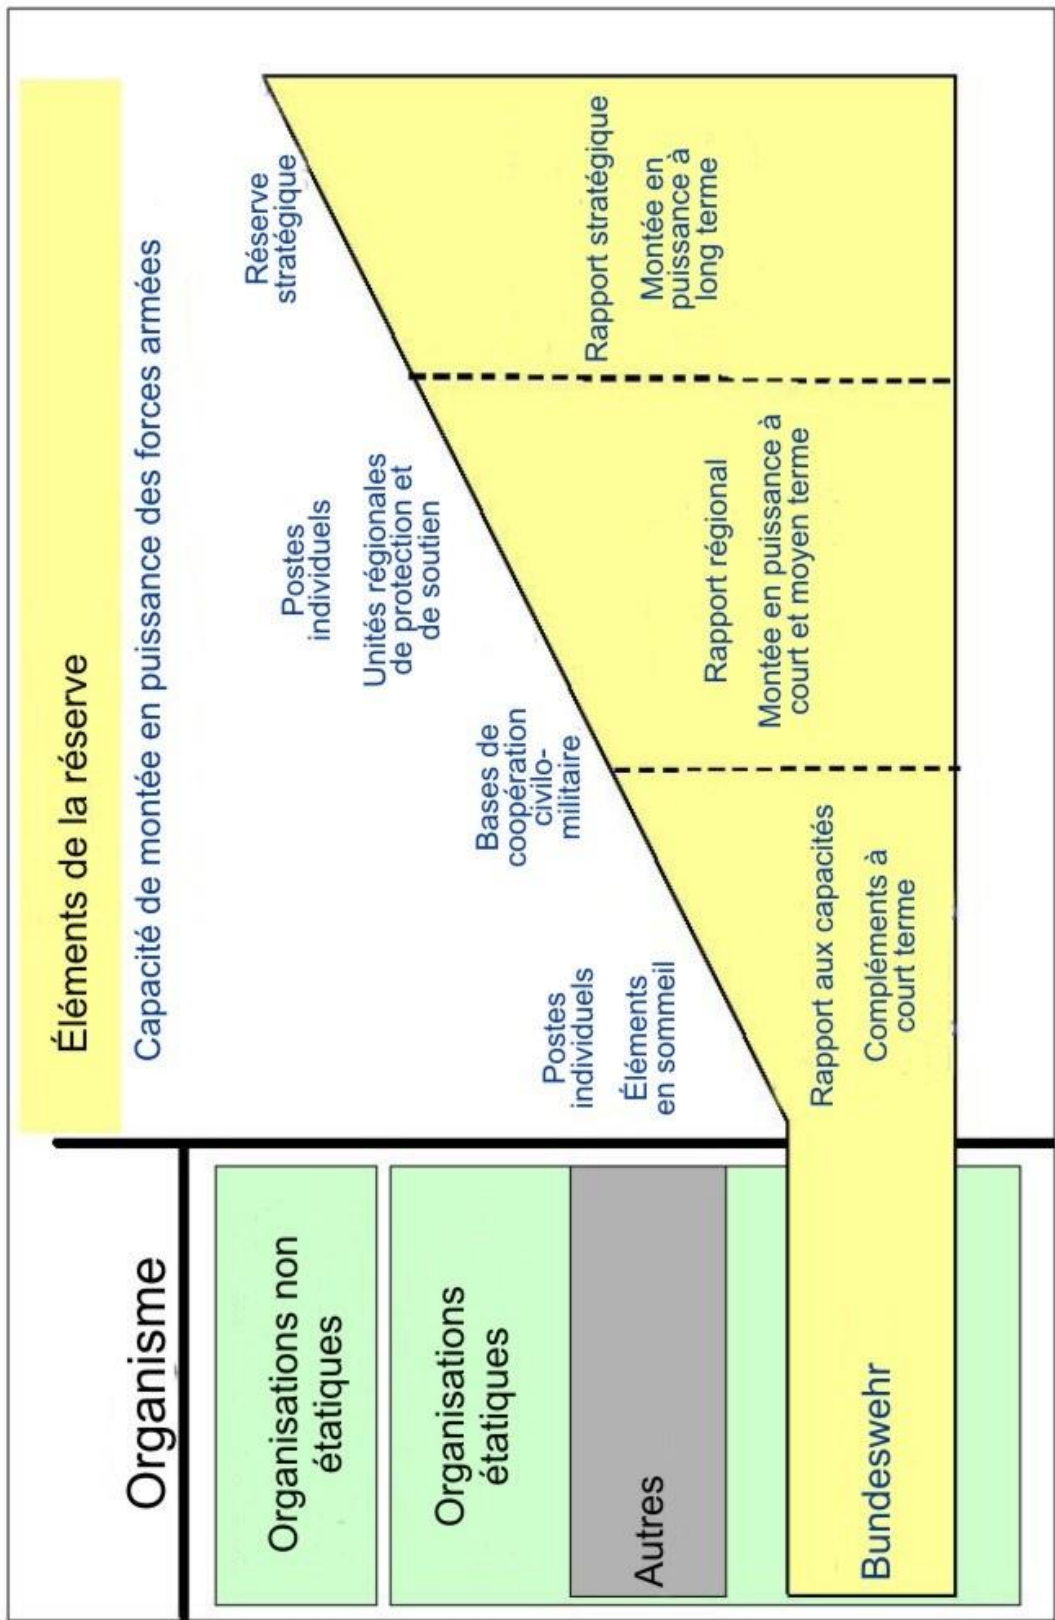 Éléments de la réserve
Capacité de montée en puissance des forces armées
Organisme
Organisations non
étatiques
Organisations
étatiques
Autres
Bundeswehr
Postes
individuels
Éléments
en sommeil
Bases de
coopération
civilo-
militaire
Postes
individuels
Unités régionales
de protection et
de soutien
Réserve
stratégique
Rapport aux capacités
Compléments à
court terme
Rapport régional
Montée en puissance à
court et moyen terme
Rapport stratégique
Montée en
puissance à
long terme